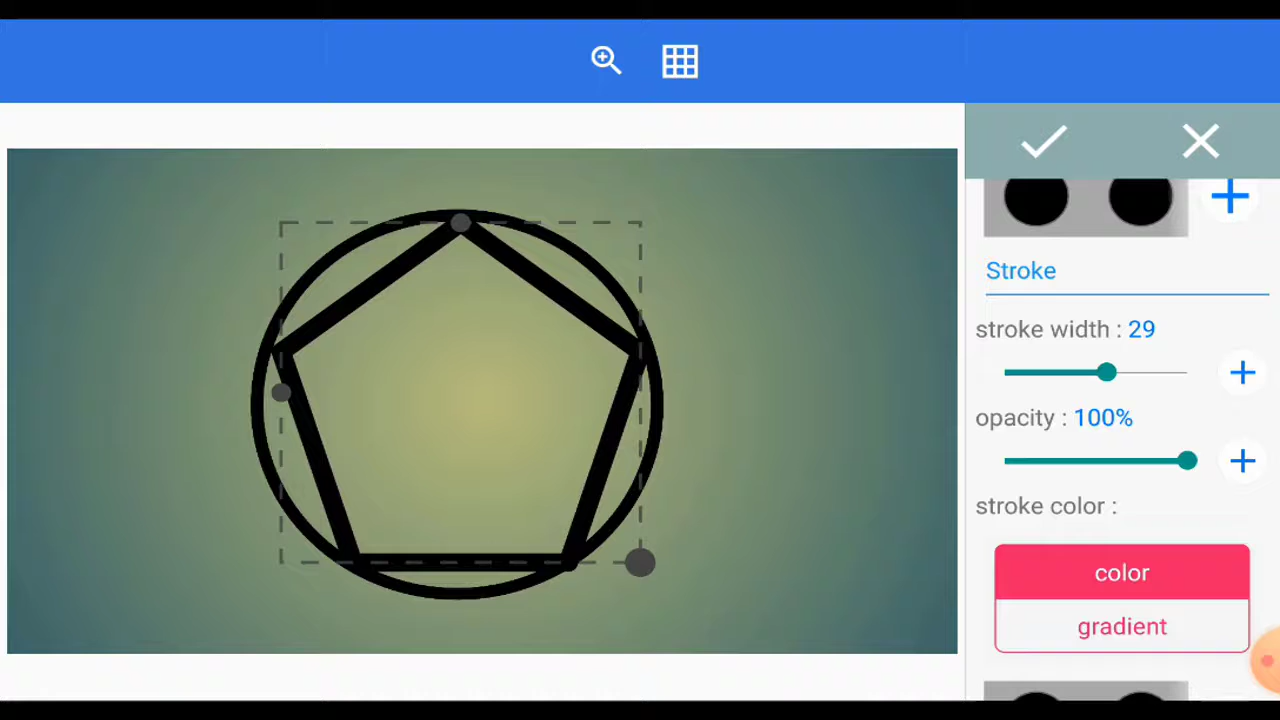 Stroke
stroke width : 29
opacity : 100%
stroke color :
color
gradient